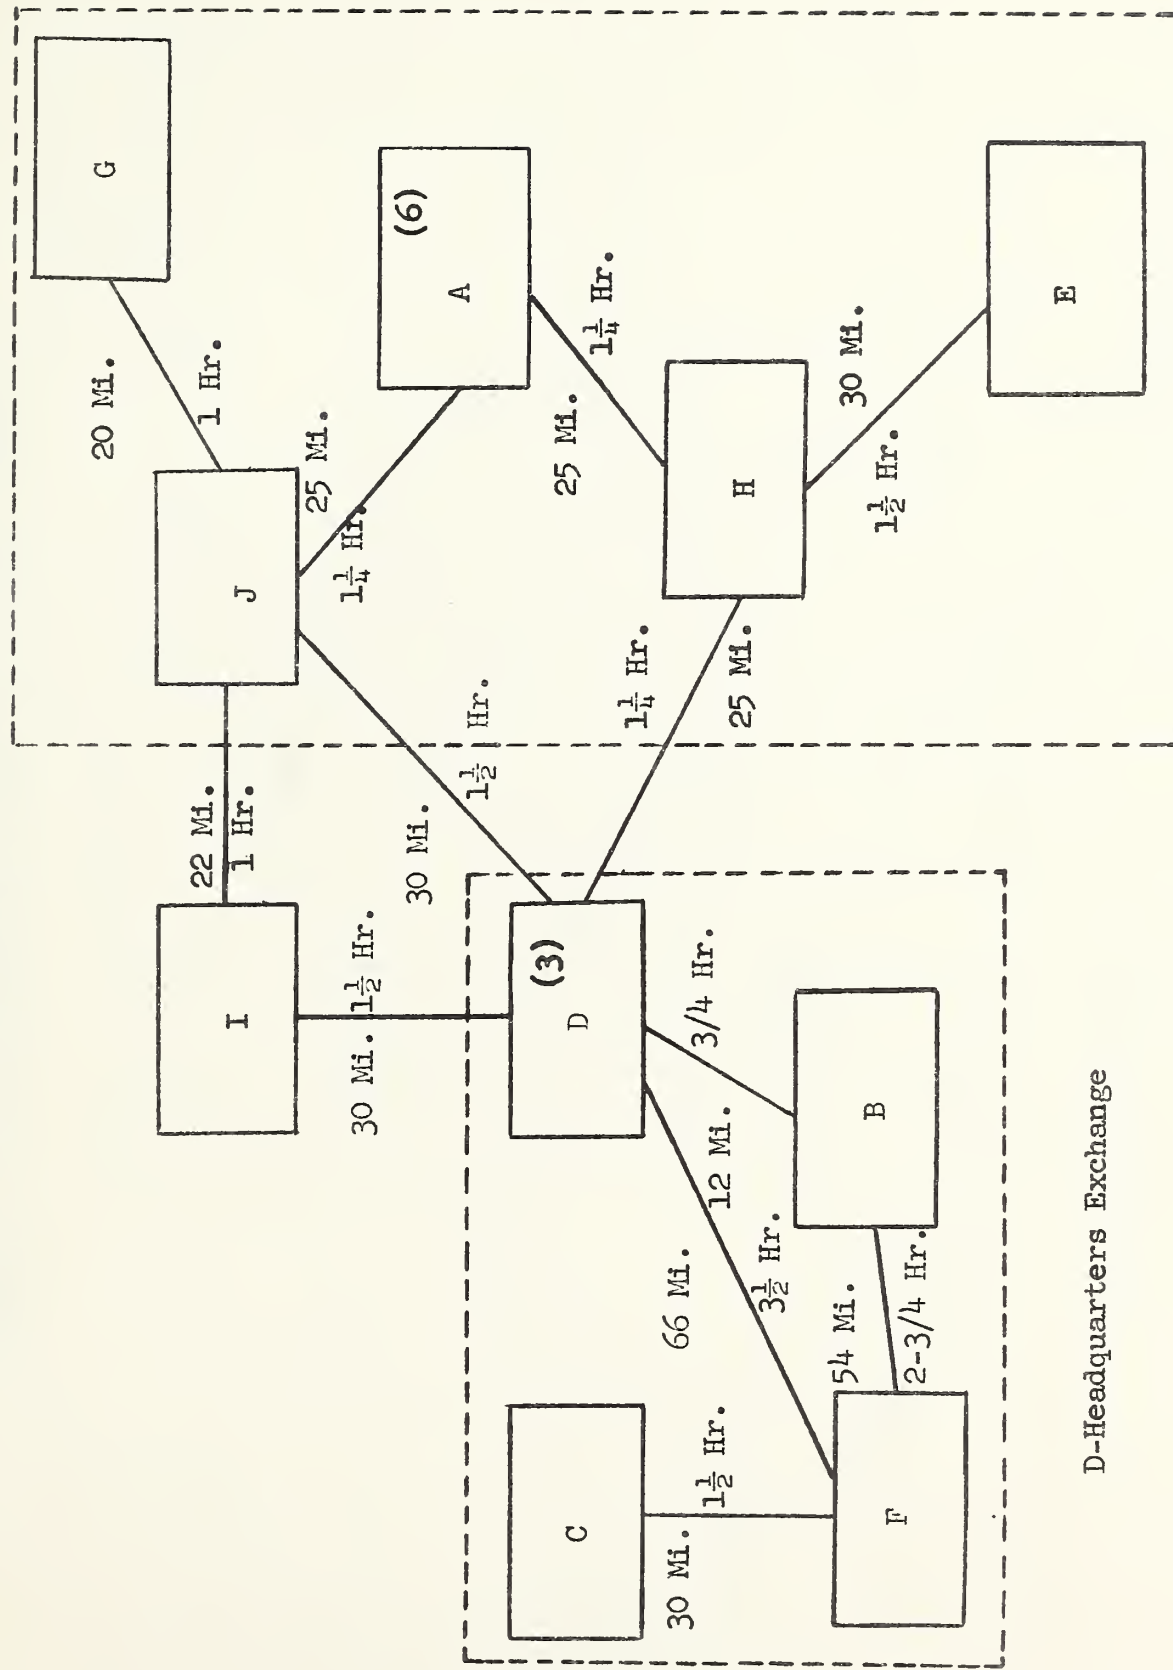 G
20 Mi.
1 Hr.
J
25 Mi.
1¼ Hr.
(6)
A
22 Mi.
1 Hr.
30 Mi.
1½ Hr.
25 Mi.
1¼ Hr.
H
1¼ Hr.
25 Mi.
30 Mi.
1½ Hr.
E
I
30 Mi.
1½ Hr.
(3)
D
3/4 Hr.
12 Mi.
B
66 Mi.
3½ Hr.
54 Mi.
2-3/4 Hr.
C
30 Mi.
1½ Hr.
F
D-Headquarters Exchange